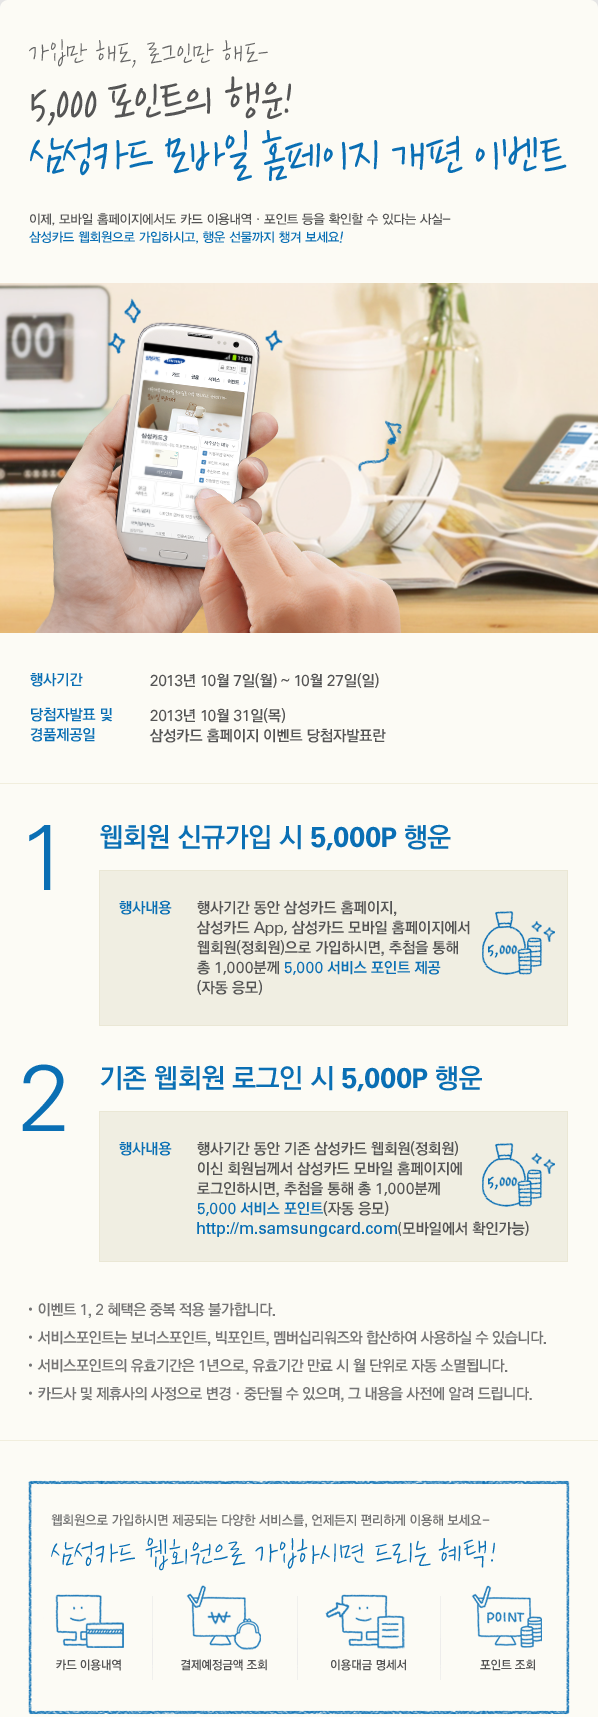 가입만 해도, 로그인만 해도-
5,000 포인트의 행운!
삼성카드 모바일 홈페이지 개편 이벤트
이제, 모바일 홈페이지에서도 카드 이용내역 · 포인트 등을 확인할 수 있다는 사실-
삼성카드 웹회원으로 가입하시고, 행운 선물까지 챙겨 보세요!
00
삼성카드 SAMSUNG 11:08
카드 금융 서비스 이벤트
삼성카드3
행사기간 2013년 10월 7일(월) ~ 10월 27일(일)
당첨자발표 및 2013년 10월 31일(목)
경품제공일 삼성카드 홈페이지 이벤트 당첨자발표란
1 웹회원 신규가입 시 5,000P 행운
행사내용 행사기간 동안 삼성카드 홈페이지,
삼성카드 App, 삼성카드 모바일 홈페이지에서
웹회원(정회원)으로 가입하시면, 추첨을 통해
총 1,000분께 5,000 서비스 포인트 제공
(자동 응모)
5,000
2 기존 웹회원 로그인 시 5,000P 행운
행사내용 행사기간 동안 기존 삼성카드 웹회원(정회원)
이신 회원님께서 삼성카드 모바일 홈페이지에
로그인하시면, 추첨을 통해 총 1,000분께
5,000 서비스 포인트(자동 응모)
http://m.samsungcard.com(모바일에서 확인가능)
5,000
• 이벤트 1, 2 혜택은 중복 적용 불가합니다.
• 서비스포인트는 보너스포인트, 빅포인트, 멤버십리워즈와 합산하여 사용하실 수 있습니다.
• 서비스포인트의 유효기간은 1년으로, 유효기간 만료 시 월 단위로 자동 소멸됩니다.
• 카드사 및 제휴사의 사정으로 변경 · 중단될 수 있으며, 그 내용을 사전에 알려 드립니다.
웹회원으로 가입하시면 제공되는 다양한 서비스를, 언제든지 편리하게 이용해 보세요-
삼성카드 웹회원으로 가입하시면 드리는 혜택!
₩ POINT
카드 이용내역 결제예정금액 조회 이용대금 명세서 포인트 조회